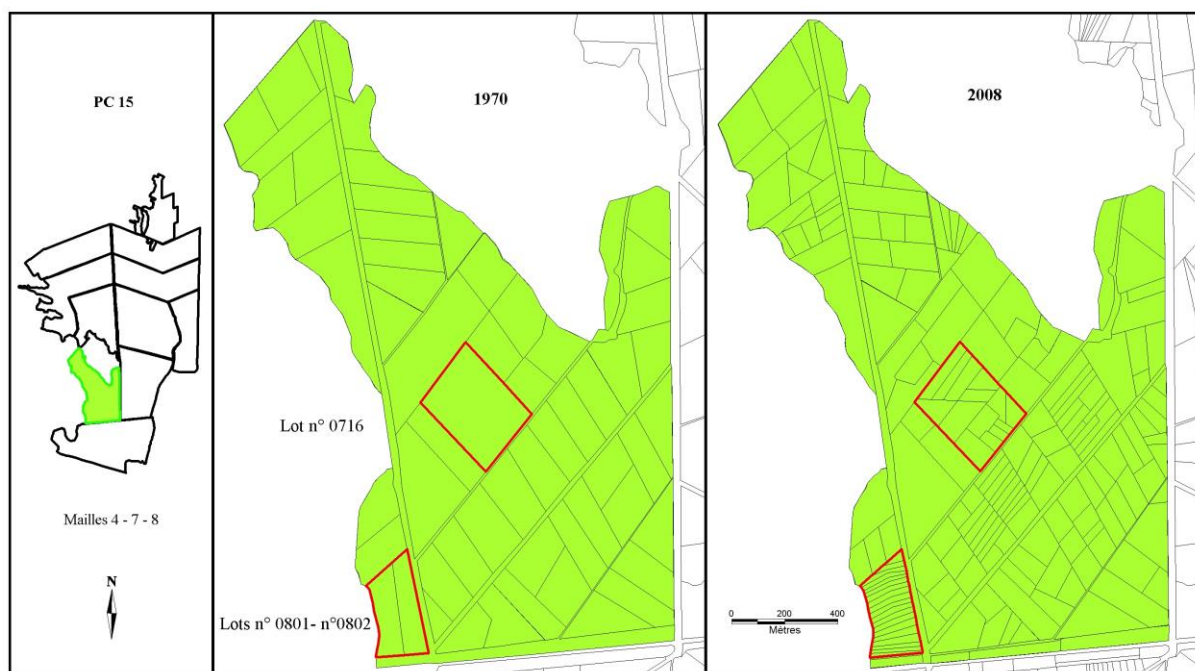 PC 15
1970
2008
Lot n° 0716
Mailles 4 - 7 - 8
N
Lots n° 0801- n°0802
0 200 400
Mètres